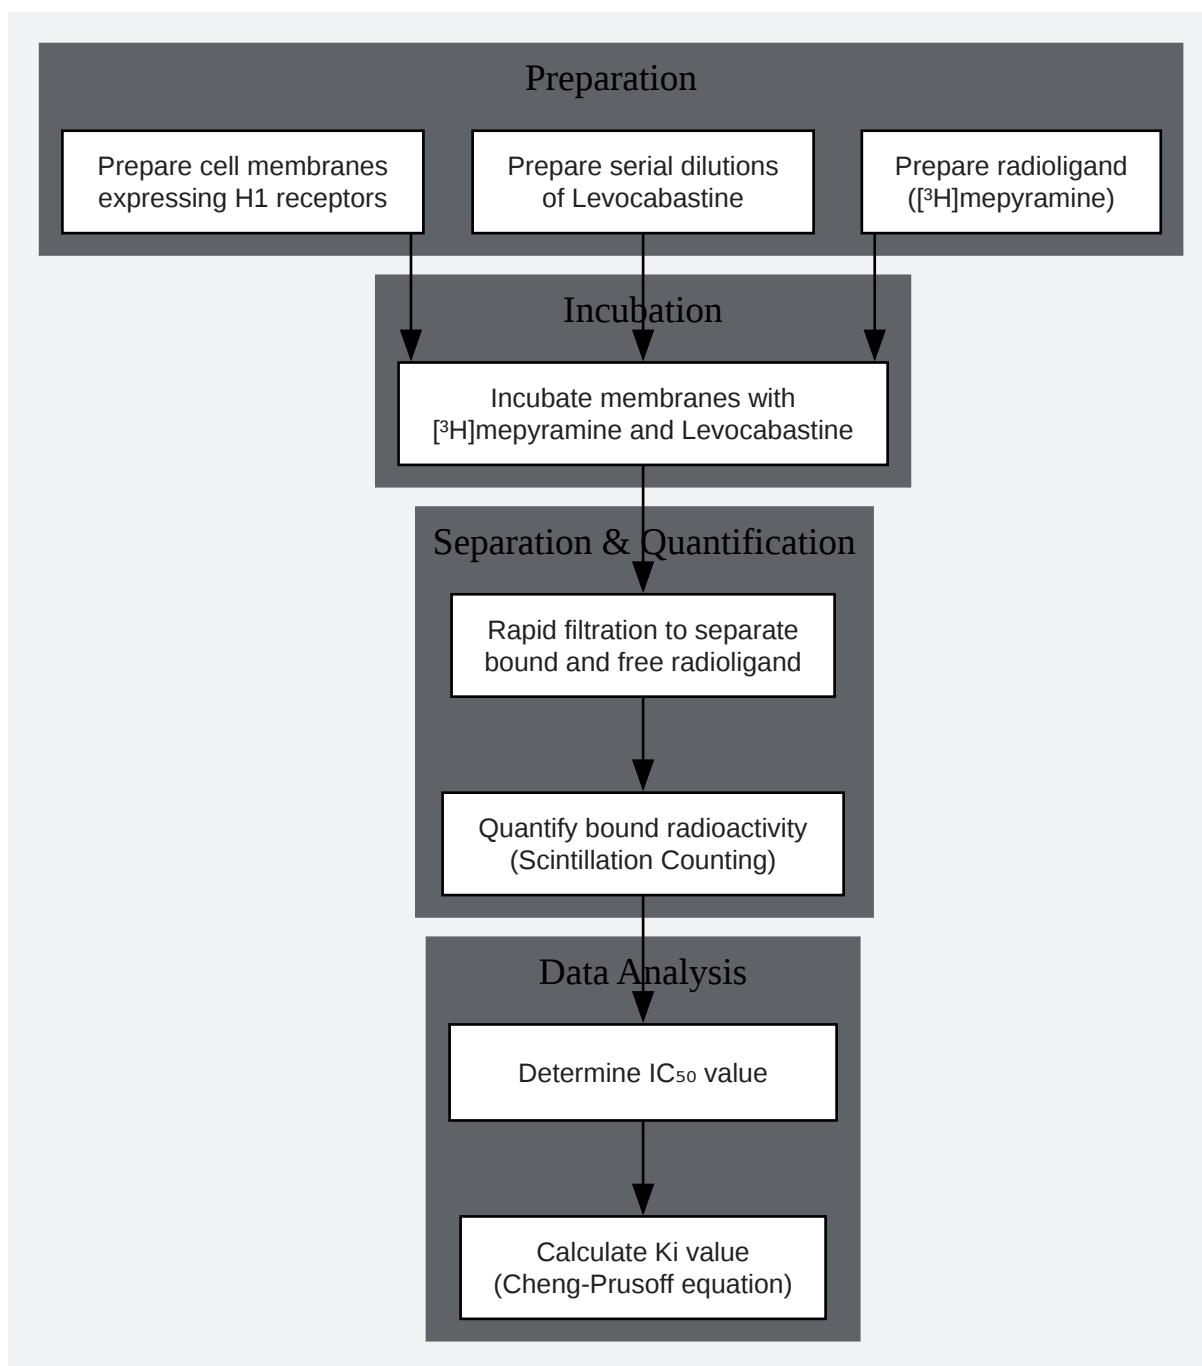 Preparation
Prepare cell membranes
expressing H1 receptors
Prepare serial dilutions
of Levocabastine
Prepare radioligand
([³H]mepyramine)
Incubation
Incubate membranes with
[³H]mepyramine and Levocabastine
Separation & Quantification
Rapid filtration to separate
bound and free radioligand
Quantify bound radioactivity
(Scintillation Counting)
Data Analysis
Determine IC₅₀ value
Calculate Ki value
(Cheng-Prusoff equation)